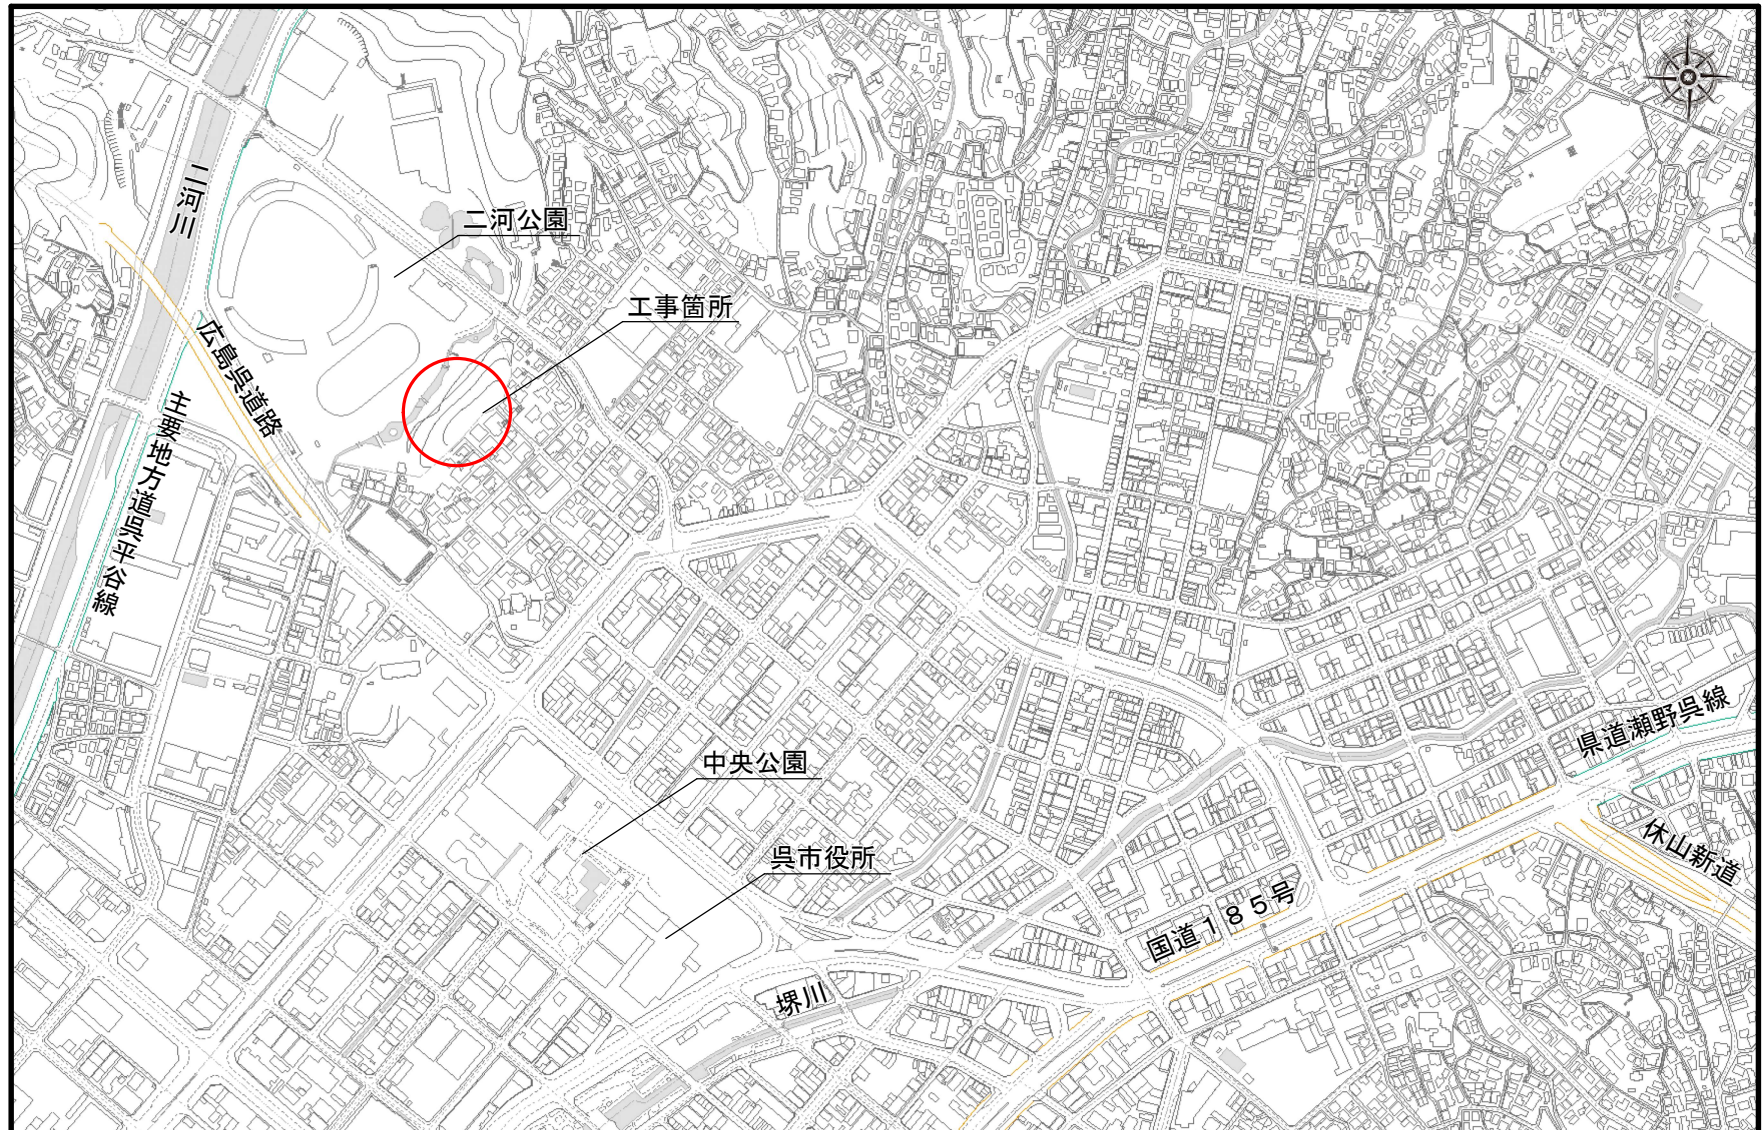 二河川
二河公園
工事箇所
広島呉道路
主要地方道呉平谷線
県道瀬野呉線
中央公園
休山新道
呉市役所
国道185号
堺川